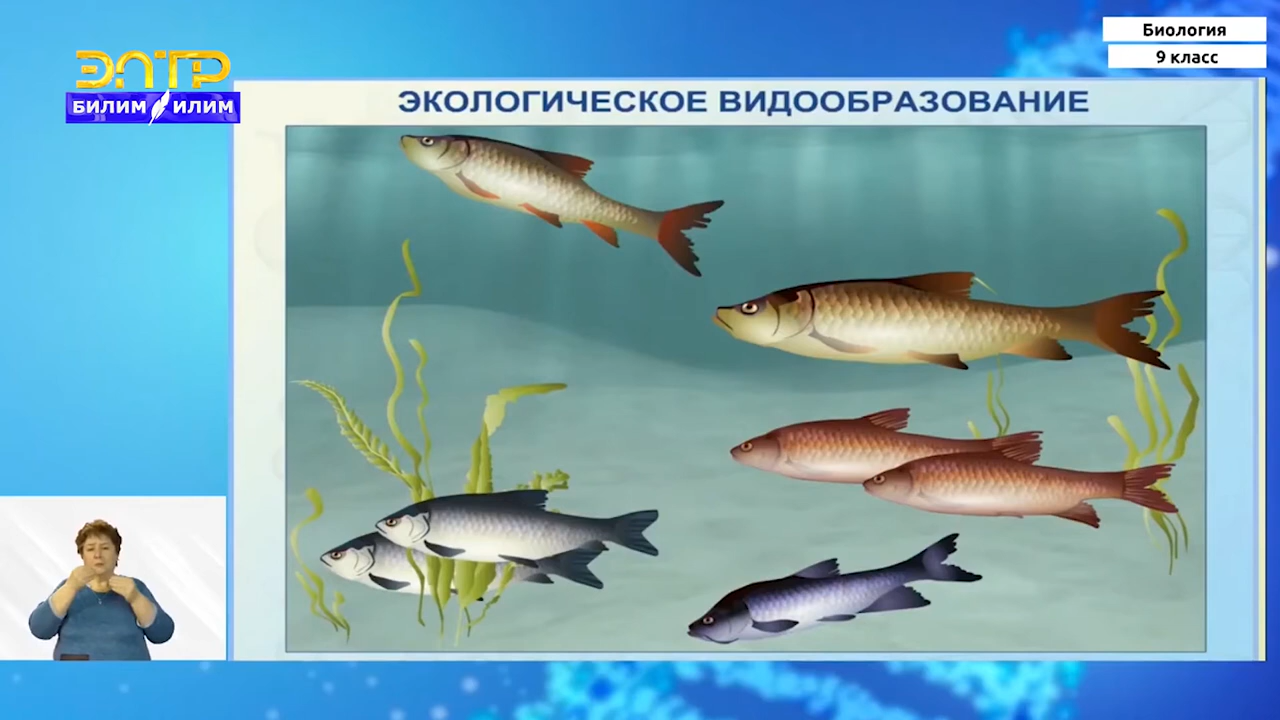 Биология
9 класс
ЭЛТР
БИЛИМ ИЛИМ
ЭКОЛОГИЧЕСКОЕ ВИДООБРАЗОВАНИЕ